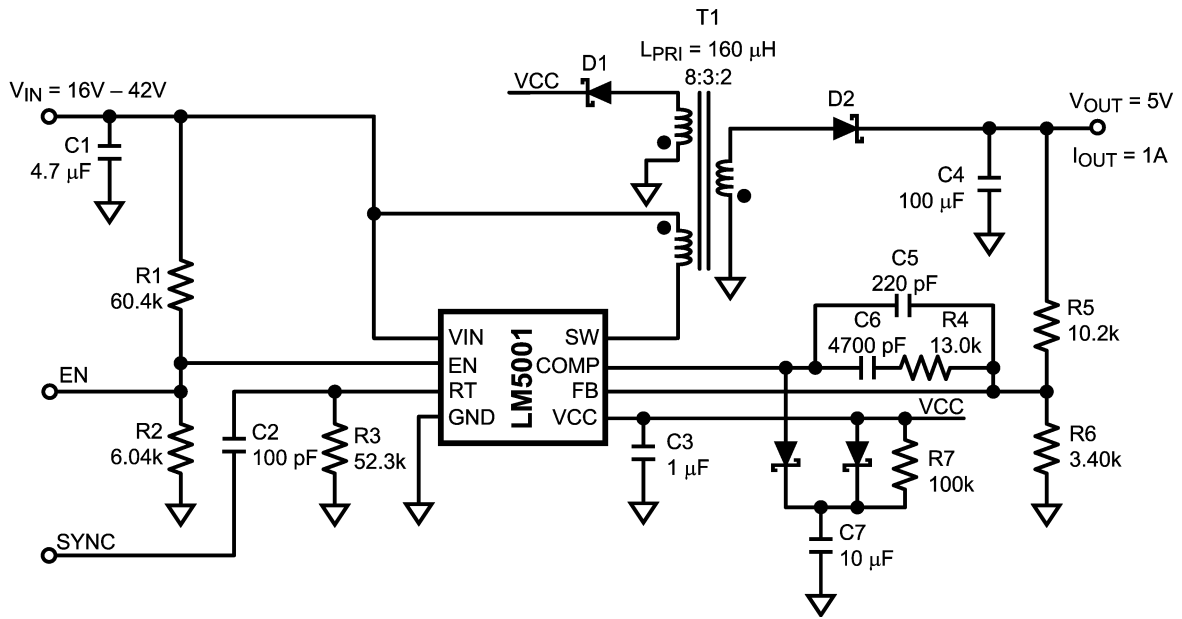 T1
LPRI = 160 μH
8:3:2
D1
VCC
VIN = 16V – 42V
D2
VOUT = 5V
IOUT = 1A
C1
4.7 μF
C4
100 μF
R1
60.4k
C5
220 pF
C6
4700 pF
R4
13.0k
R5
10.2k
LM5001
VIN
EN
RT
GND
SW
COMP
FB
VCC
EN
VCC
R2
6.04k
C2
100 pF
R3
52.3k
C3
1 μF
R7
100k
R6
3.40k
SYNC
C7
10 μF